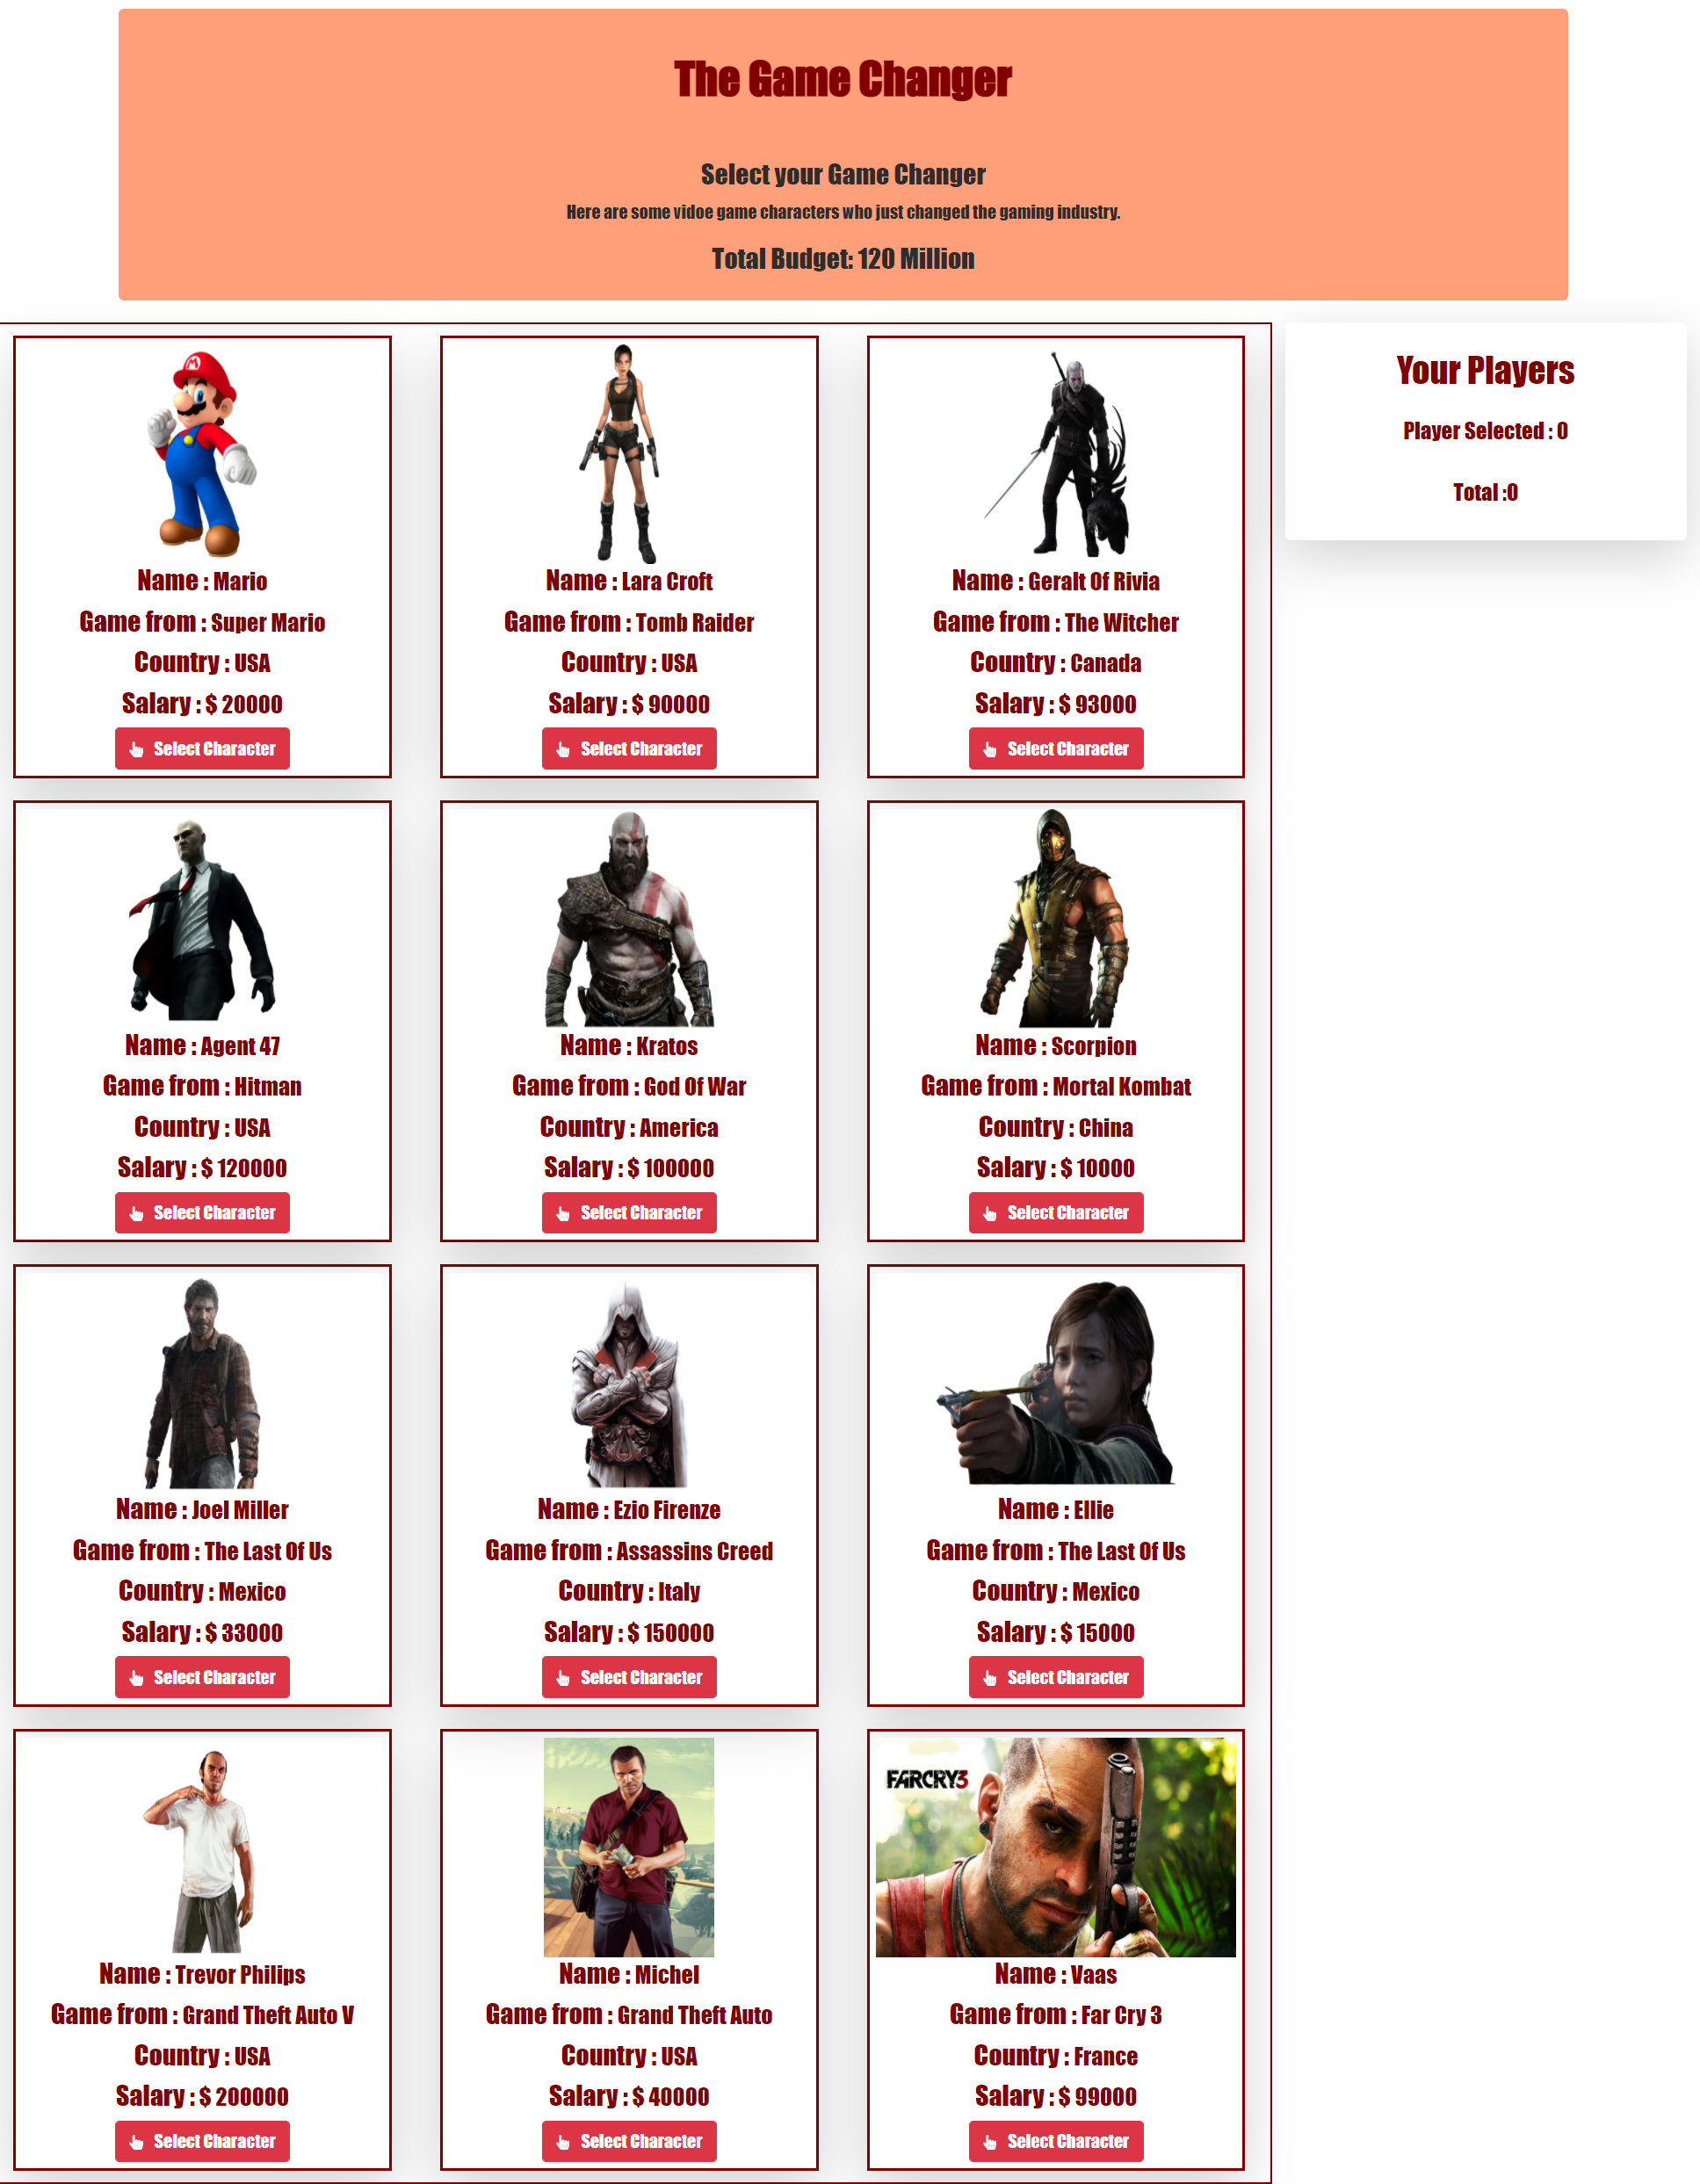 The Game Changer
Select your Game Changer
Here are some vidoe game characters who just changed the gaming industry.
Total Budget: 120 Million
Name : Mario
Game from : Super Mario
Country : USA
Salary : $ 20000
Select Character
Name : Lara Croft
Game from : Tomb Raider
Country : USA
Salary : $ 90000
Select Character
Name : Geralt Of Rivia
Game from : The Witcher
Country : Canada
Salary : $ 93000
Select Character
Your Players
Player Selected : 0
Total :0
Name : Agent 47
Game from : Hitman
Country : USA
Salary : $ 120000
Select Character
Name : Kratos
Game from : God Of War
Country : America
Salary : $ 100000
Select Character
Name : Scorpion
Game from : Mortal Kombat
Country : China
Salary : $ 10000
Select Character
Name : Joel Miller
Game from : The Last Of Us
Country : Mexico
Salary : $ 33000
Select Character
Name : Ezio Firenze
Game from : Assassins Creed
Country : Italy
Salary : $ 150000
Select Character
Name : Ellie
Game from : The Last Of Us
Country : Mexico
Salary : $ 15000
Select Character
Name : Trevor Philips
Game from : Grand Theft Auto V
Country : USA
Salary : $ 200000
Select Character
Name : Michel
Game from : Grand Theft Auto
Country : USA
Salary : $ 40000
Select Character
FARCRY3
Name : Vaas
Game from : Far Cry 3
Country : France
Salary : $ 99000
Select Character